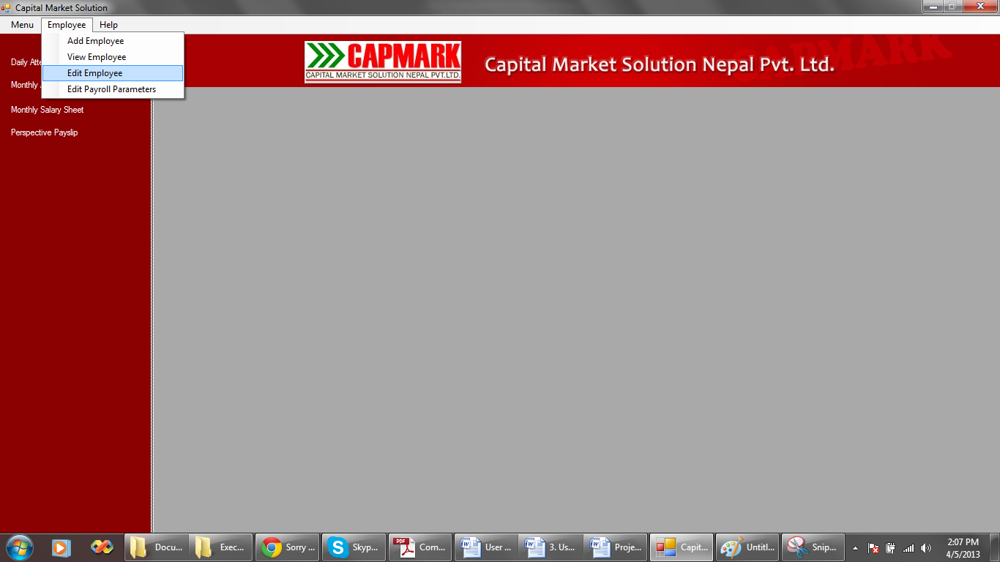 Capital Market Solution
Menu Employee Help
Add Employee
View Employee
Edit Employee
Edit Payroll Parameters
Daily Atte
Monthly
Monthly Salary Sheet
Perspective Payslip
CAPMARK
CAPITAL MARKET SOLUTION NEPAL PVT.LTD.
Capital Market Solution Nepal Pvt. Ltd.
CAPMARK
Docu... Exec... Sorry ... Skyp... PDF Com... User ... 3. Us... Proje... Capit... Untitl... Snip...
2:07 PM
4/5/2013